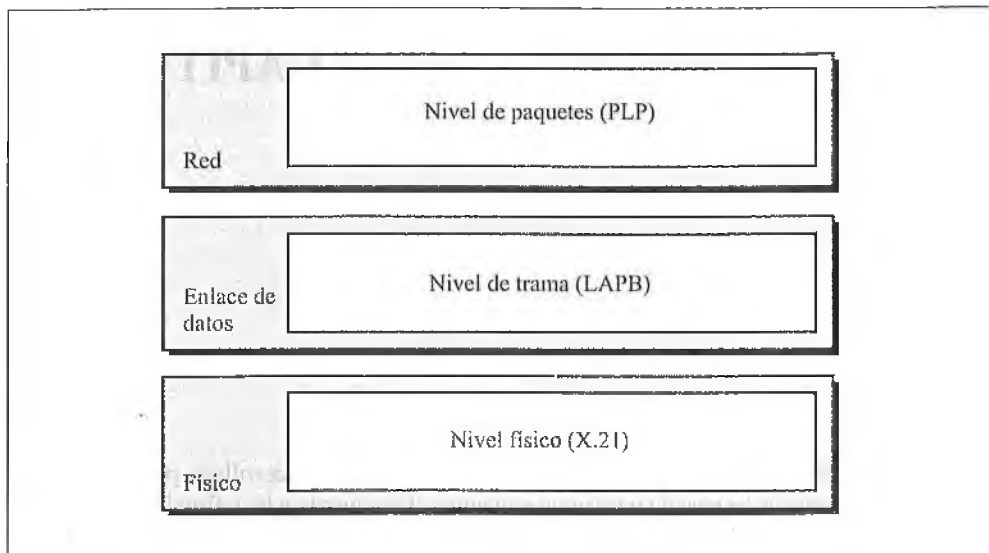 Nivel de paquetes (PLP)
Red
Nivel de trama (LAPB)
Enlace de
datos
Nivel físico (X.21)
Físico